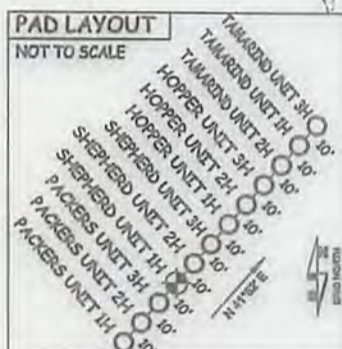 PAD LAYOUT
NOT TO SCALE
TAMARIND UNIT 3H
TAMARIND UNIT 1H
TAMARIND UNIT 2H
HOPPER UNIT 3H
HOPPER UNIT 2H
HOPPER UNIT 1H
SHEPHERD UNIT 3H
SHEPHERD UNIT 2H
SHEPHERD UNIT 1H
PACKERS UNIT 3H
PACKERS UNIT 2H
PACKERS UNIT 1H
10'
10'
10'
10'
10'
10'
10'
10'
10'
10'
10'
N
E